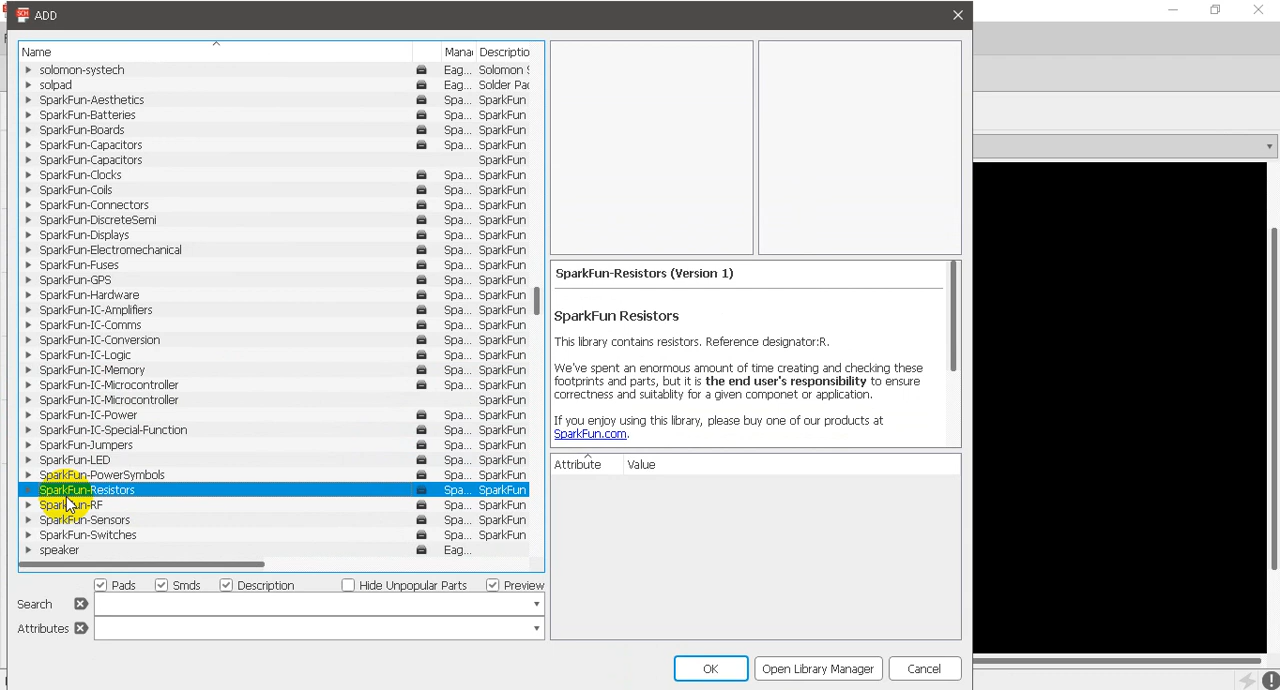 ADD
Name Mana Descriptio
solomon-systech Eag... Solomon S
solpad Eag... Solder Pad
SparkFun-Aesthetics Spa... SparkFun
SparkFun-Batteries Spa... SparkFun
SparkFun-Boards Spa... SparkFun
SparkFun-Capacitors Spa... SparkFun
SparkFun-Capacitors SparkFun
SparkFun-Clocks Spa... SparkFun
SparkFun-Coils Spa... SparkFun
SparkFun-Connectors Spa... SparkFun
SparkFun-DiscreteSemi Spa... SparkFun
SparkFun-Displays Spa... SparkFun
SparkFun-Electromechanical Spa... SparkFun
SparkFun-Fuses Spa... SparkFun
SparkFun-GPS Spa... SparkFun
SparkFun-Hardware Spa... SparkFun
SparkFun-IC-Amplifiers Spa... SparkFun
SparkFun-IC-Comms Spa... SparkFun
SparkFun-IC-Conversion Spa... SparkFun
SparkFun-IC-Logic Spa... SparkFun
SparkFun-IC-Memory Spa... SparkFun
SparkFun-IC-Microcontroller Spa... SparkFun
SparkFun-IC-Microcontroller SparkFun
SparkFun-IC-Power Spa... SparkFun
SparkFun-IC-Special-Function Spa... SparkFun
SparkFun-Jumpers Spa... SparkFun
SparkFun-LED Spa... SparkFun
SparkFun-PowerSymbols Spa... SparkFun
SparkFun-Resistors Spa... SparkFun
SparkFun-RF Spa... SparkFun
SparkFun-Sensors Spa... SparkFun
SparkFun-Switches Spa... SparkFun
speaker Eag...
Pads Smds Description Hide Unpopular Parts Preview
Search
Attributes
SparkFun-Resistors (Version 1)
SparkFun Resistors
This library contains resistors. Reference designator:R.
We've spent an enormous amount of time creating and checking these
footprints and parts, but it is the end user's responsibility to ensure
correctness and suitablity for a given componet or application.
If you enjoy using this library, please buy one of our products at
SparkFun.com.
Attribute Value
OK Open Library Manager Cancel